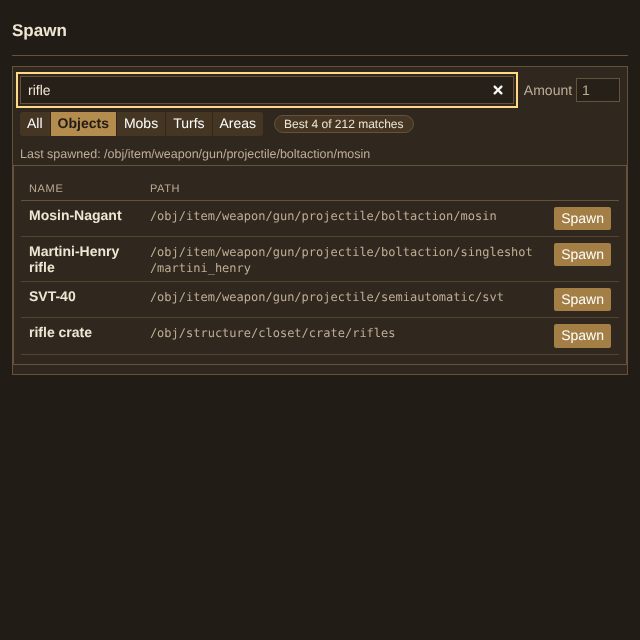 Spawn
rifle × Amount 1
All Objects Mobs Turfs Areas Best 4 of 212 matches
Last spawned: /obj/item/weapon/gun/projectile/boltaction/mosin
NAME PATH
Mosin-Nagant /obj/item/weapon/gun/projectile/boltaction/mosin Spawn
Martini-Henry /obj/item/weapon/gun/projectile/boltaction/singleshot Spawn
rifle /martini_henry
SVT-40 /obj/item/weapon/gun/projectile/semiautomatic/svt Spawn
rifle crate /obj/structure/closet/crate/rifles Spawn